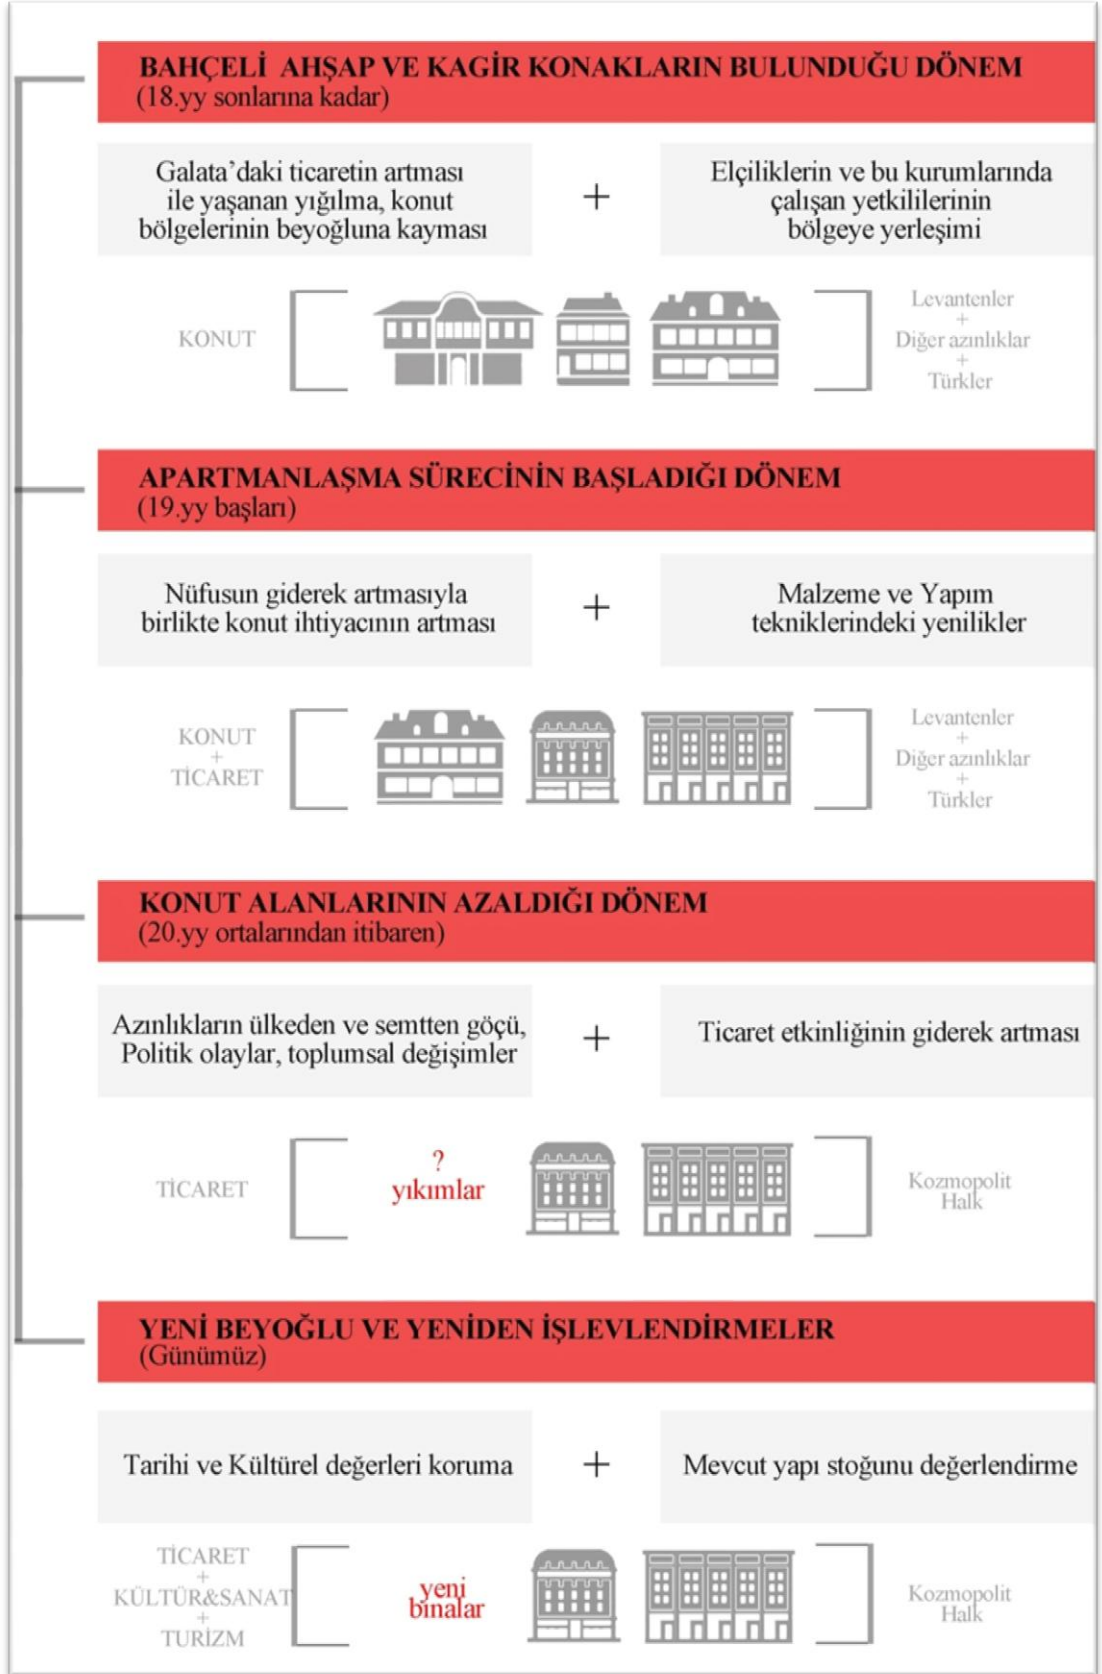 BAHÇELİ AHŞAP VE KAGİR KONAKLARIN BULUNDUĞU DÖNEM
(18.yy sonlarına kadar)
Galata’daki ticaretin artması
ile yaşanan yığılma, konut
bölgelerinin beyoğluna kayması
+
Elçiliklerin ve bu kurumlarında
çalışan yetkililerinin
bölgeye yerleşimi
KONUT
Levantenler
+
Diğer azınlıklar
+
Türkler
APARTMANLAŞMA SÜRECİNİN BAŞLADIĞI DÖNEM
(19.yy başları)
Nüfusun giderek artmasıyla
birlikte konut ihtiyacının artması
+
Malzeme ve Yapım
tekniklerindeki yenilikler
KONUT
+
TİCARET
Levantenler
+
Diğer azınlıklar
+
Türkler
KONUT ALANLARININ AZALDIĞI DÖNEM
(20.yy ortalarından itibaren)
Azınlıkların ülkeden ve semtten göçü,
Politik olaylar, toplumsal değişimler
+
Ticaret etkinliğinin giderek artması
TİCARET
?
yıkımlar
Kozmopolit
Halk
YENİ BEYOĞLU VE YENİDEN İŞLEVLENDİRMELER
(Günümüz)
Tarihi ve Kültürel değerleri koruma
+
Mevcut yapı stoğunu değerlendirme
TİCARET
+
KÜLTÜR&SANAT
+
TURİZM
yeni
binalar
Kozmopolit
Halk